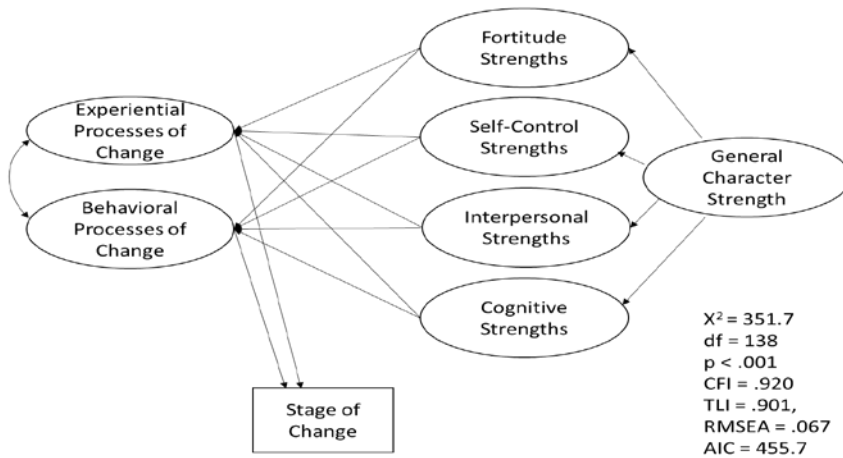 Fortitude
Strengths
Experiential
Processes of
Change
Self-Control
Strengths
General
Character
Strength
Behavioral
Processes of
Change
Interpersonal
Strengths
Cognitive
Strengths
Stage of
Change
X² = 351.7
df = 138
p < .001
CFI = .920
TLI = .901,
RMSEA = .067
AIC = 455.7